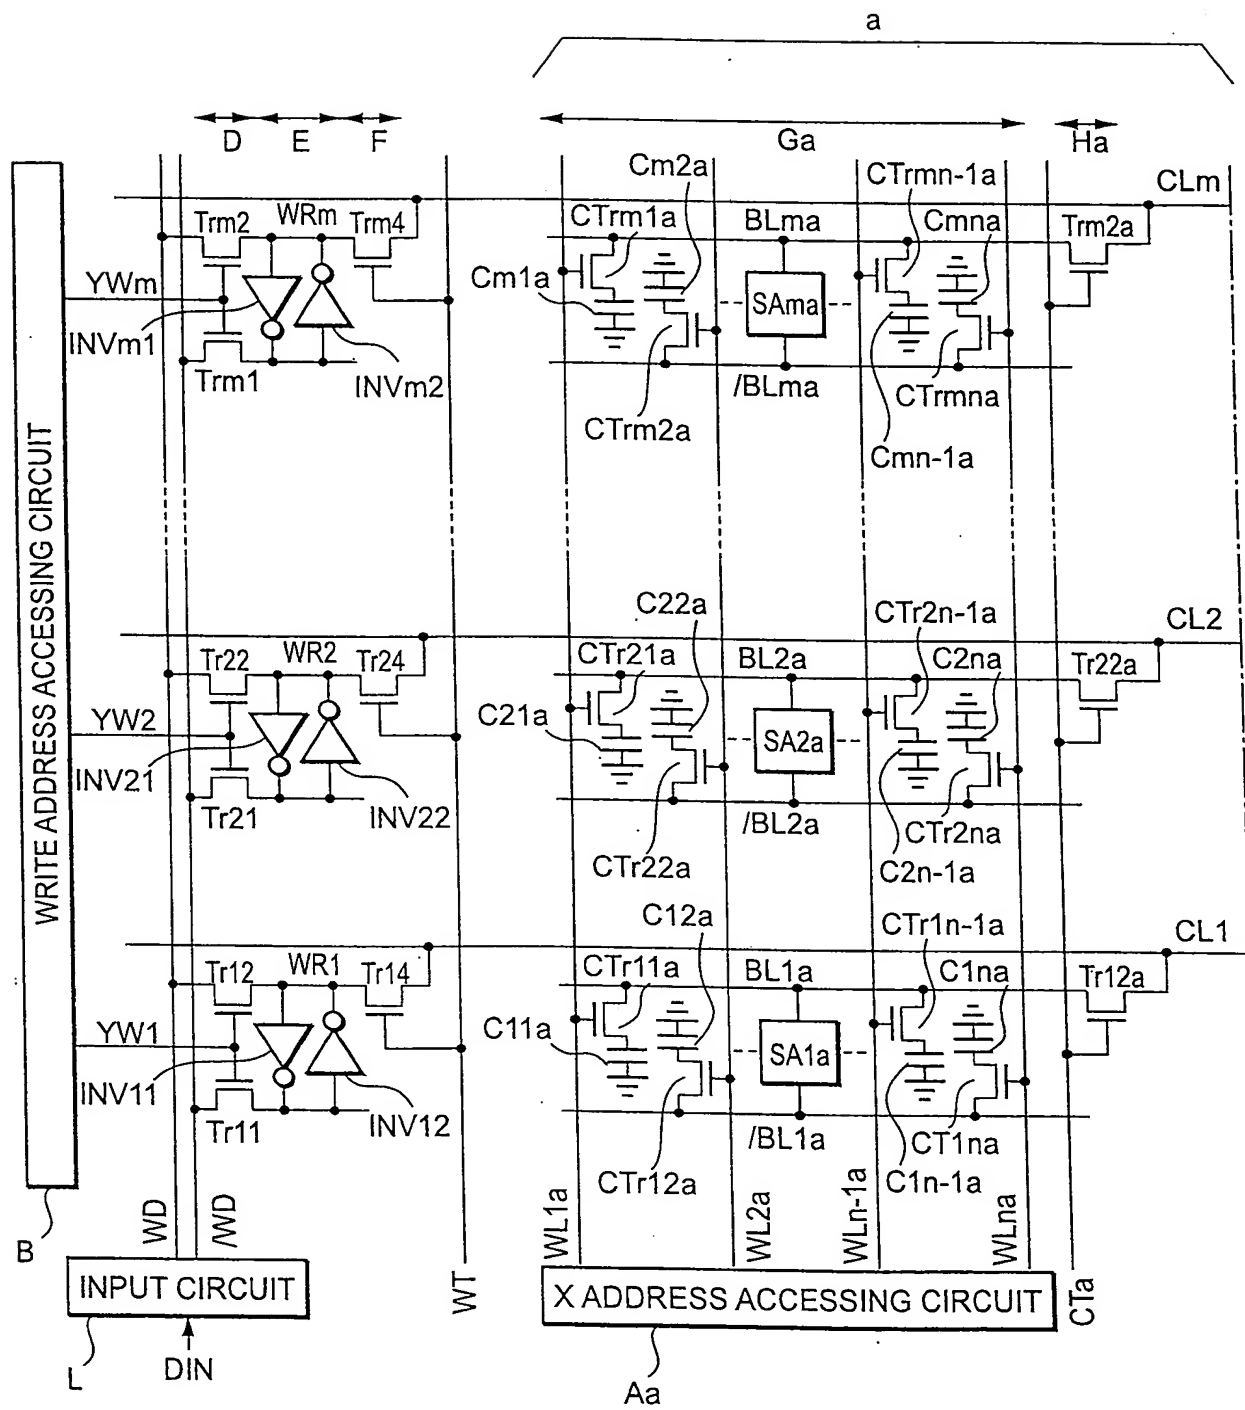 a
D E F Ga Ha
Cm2a CTrmn-1a CLm
Trm2 WRm Trm4 CTrm1a BLma Cmna Trm2a
YWm Cm1a SAma
INVm1
Trm1 INVm2 /BLma CTrmna
CTrm2a Cmn-1a
WRITE ADDRESS ACCESSING CIRCUIT
C22a CTr2n-1a CL2
Tr22 WR2 Tr24 CTr21a BL2a C2na Tr22a
YW2 C21a SA2a
INV21
Tr21 INV22 /BL2a CTr2na
CTr22a C2n-1a
C12a CTr1n-1a CL1
Tr12 WR1 Tr14 CTr11a BL1a C1na Tr12a
YW1 C11a SA1a
INV11
Tr11 INV12 /BL1a CT1na
CTr12a C1n-1a
B WD /WD WT WL1a WL2a WLn-1a WLna CTa
INPUT CIRCUIT X ADDRESS ACCESSING CIRCUIT
L DIN Aa